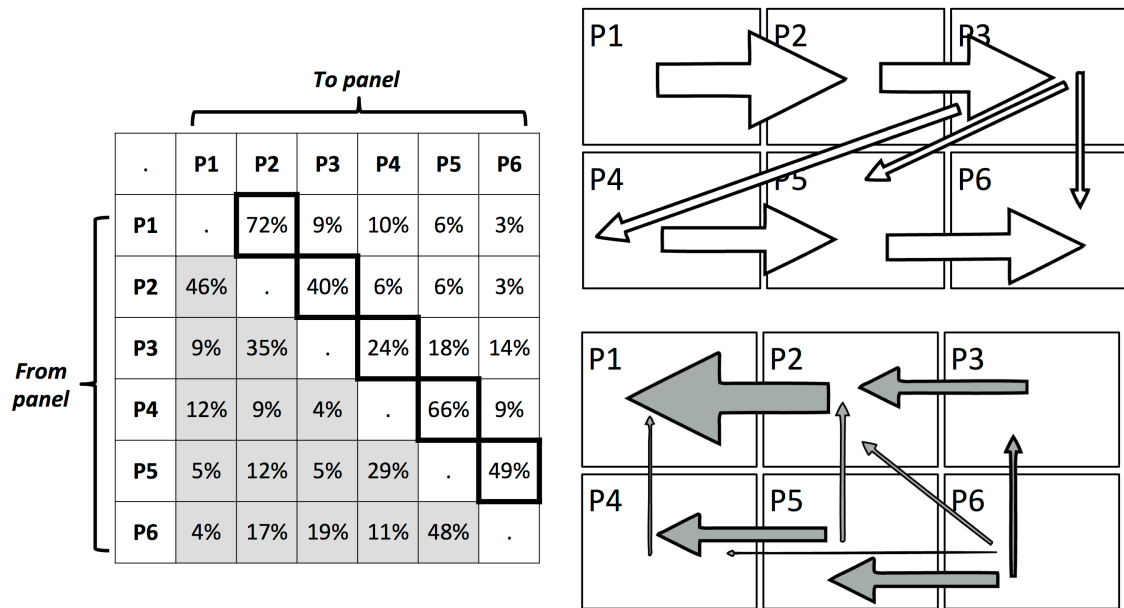 To panel
. P1 P2 P3 P4 P5 P6
P1 . 72% 9% 10% 6% 3%
P2 46% . 40% 6% 6% 3%
P3 9% 35% . 24% 18% 14%
From panel
P4 12% 9% 4% . 66% 9%
P5 5% 12% 5% 29% . 49%
P6 4% 17% 19% 11% 48% .
P1 P2 P3
P4 P5 P6
P1 P2 P3
P4 P5 P6